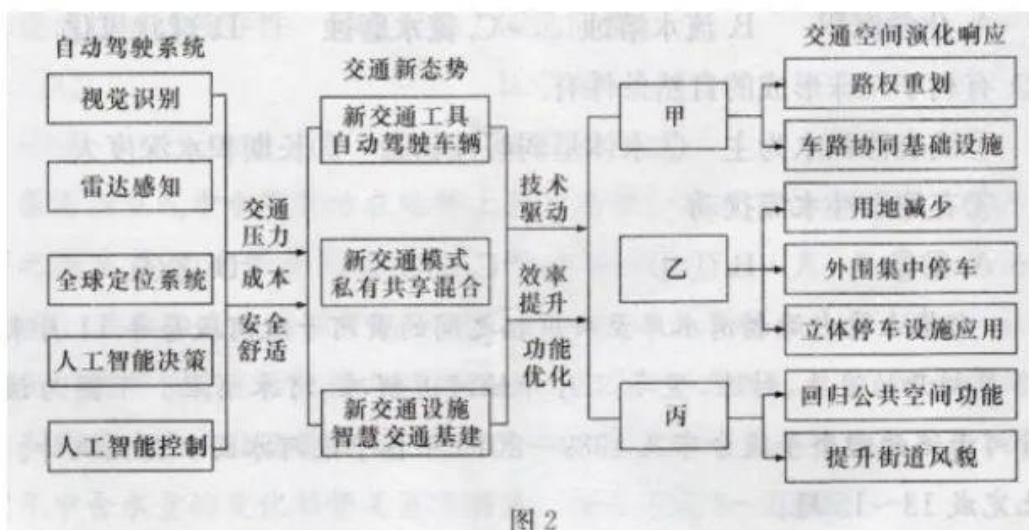 自动驾驶系统
视觉识别
雷达感知
全球定位系统
人工智能决策
人工智能控制
交通
压力
成本
安全
舒适
交通新态势
新交通工具
自动驾驶车辆
新交通模式
私有共享混合
新交通设施
智慧交通基建
技术
驱动
效率
提升
功能
优化
甲
乙
丙
交通空间演化响应
路权重划
车路协同基础设施
用地减少
外围集中停车
立体停车设施应用
回归公共空间功能
提升街道风貌
图2